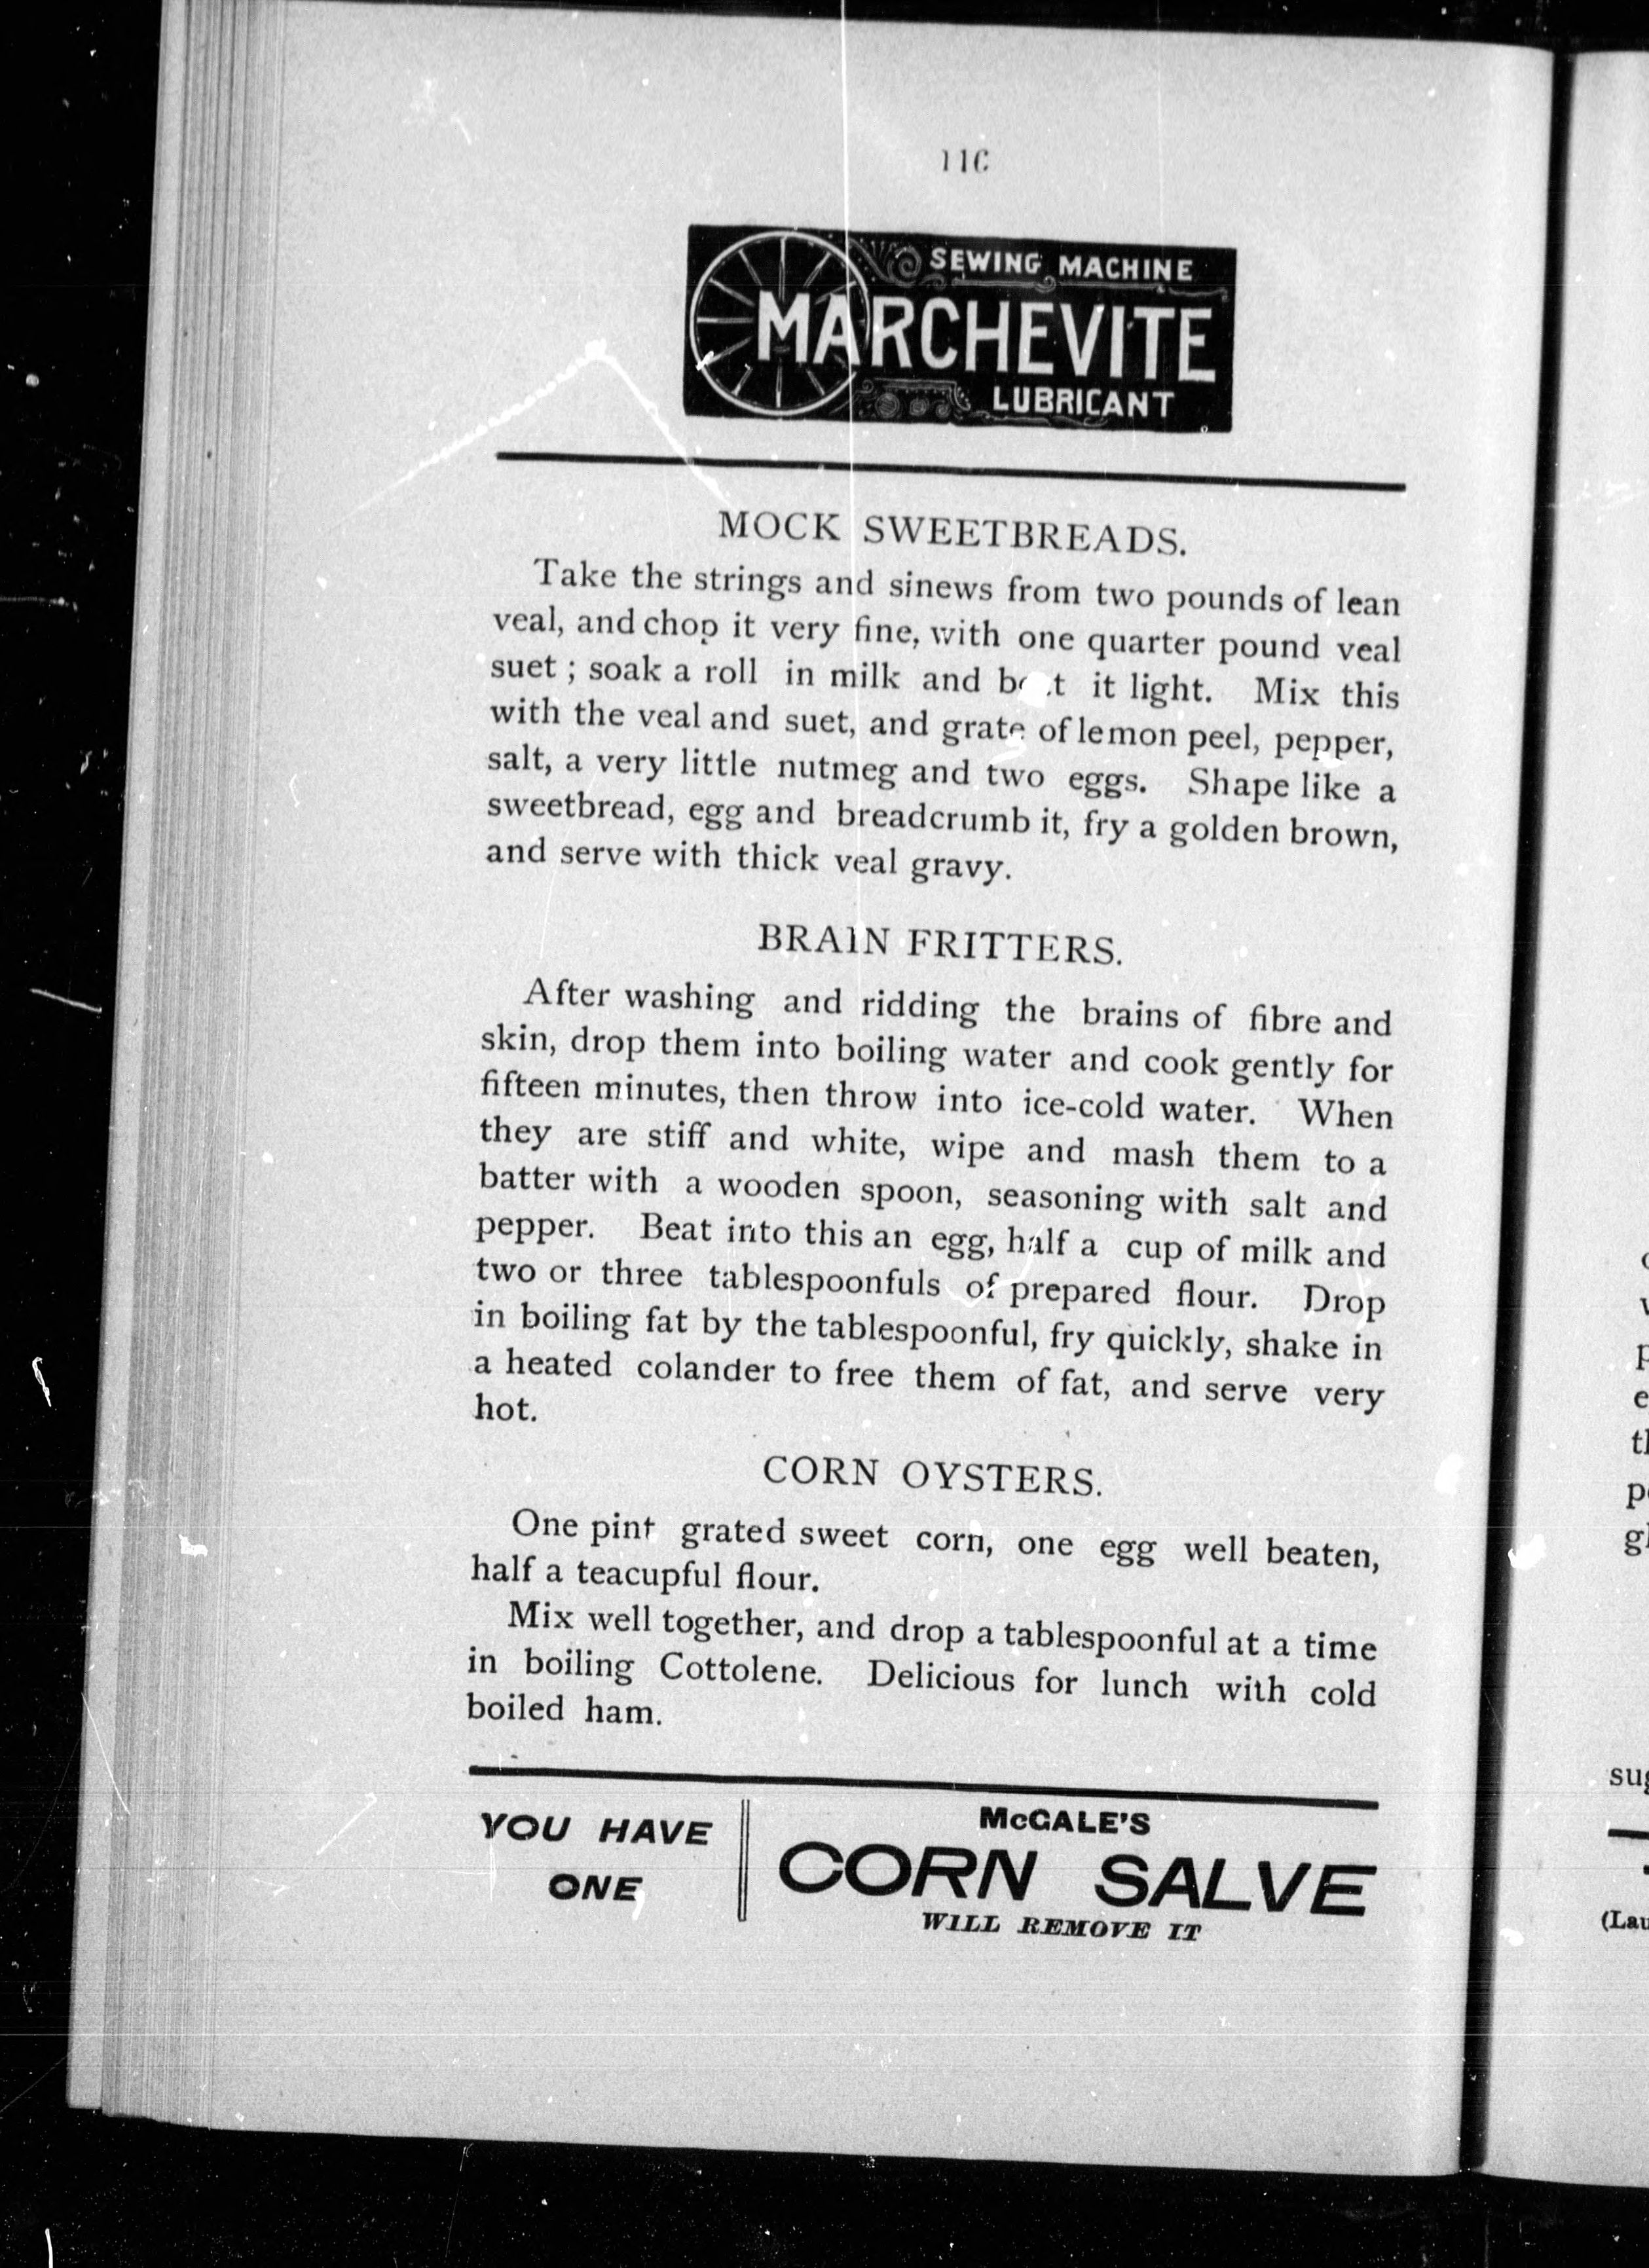 11C
SEWING MACHINE
MARCHEVITE
LUBRICANT
MOCK SWEETBREADS.
Take the strings and sinews from two pounds of lean
veal, and chop it very fine, with one quarter pound veal
suet ; soak a roll in milk and beat it light. Mix this
with the veal and suet, and grate of lemon peel, pepper,
salt, a very little nutmeg and two eggs. Shape like a
sweetbread, egg and breadcrumb it, fry a golden brown,
and serve with thick veal gravy.
BRAIN FRITTERS.
After washing and ridding the brains of fibre and
skin, drop them into boiling water and cook gently for
fifteen minutes, then throw into ice-cold water. When
they are stiff and white, wipe and mash them to a
batter with a wooden spoon, seasoning with salt and
pepper. Beat into this an egg, half a cup of milk and
two or three tablespoonfuls of prepared flour. Drop
in boiling fat by the tablespoonful, fry quickly, shake in
a heated colander to free them of fat, and serve very
hot.
CORN OYSTERS.
One pint grated sweet corn, one egg well beaten,
half a teacupful flour.
Mix well together, and drop a tablespoonful at a time
in boiling Cottolene. Delicious for lunch with cold
boiled ham.
YOU HAVE
ONE
McGALE'S
CORN SALVE
WILL REMOVE IT